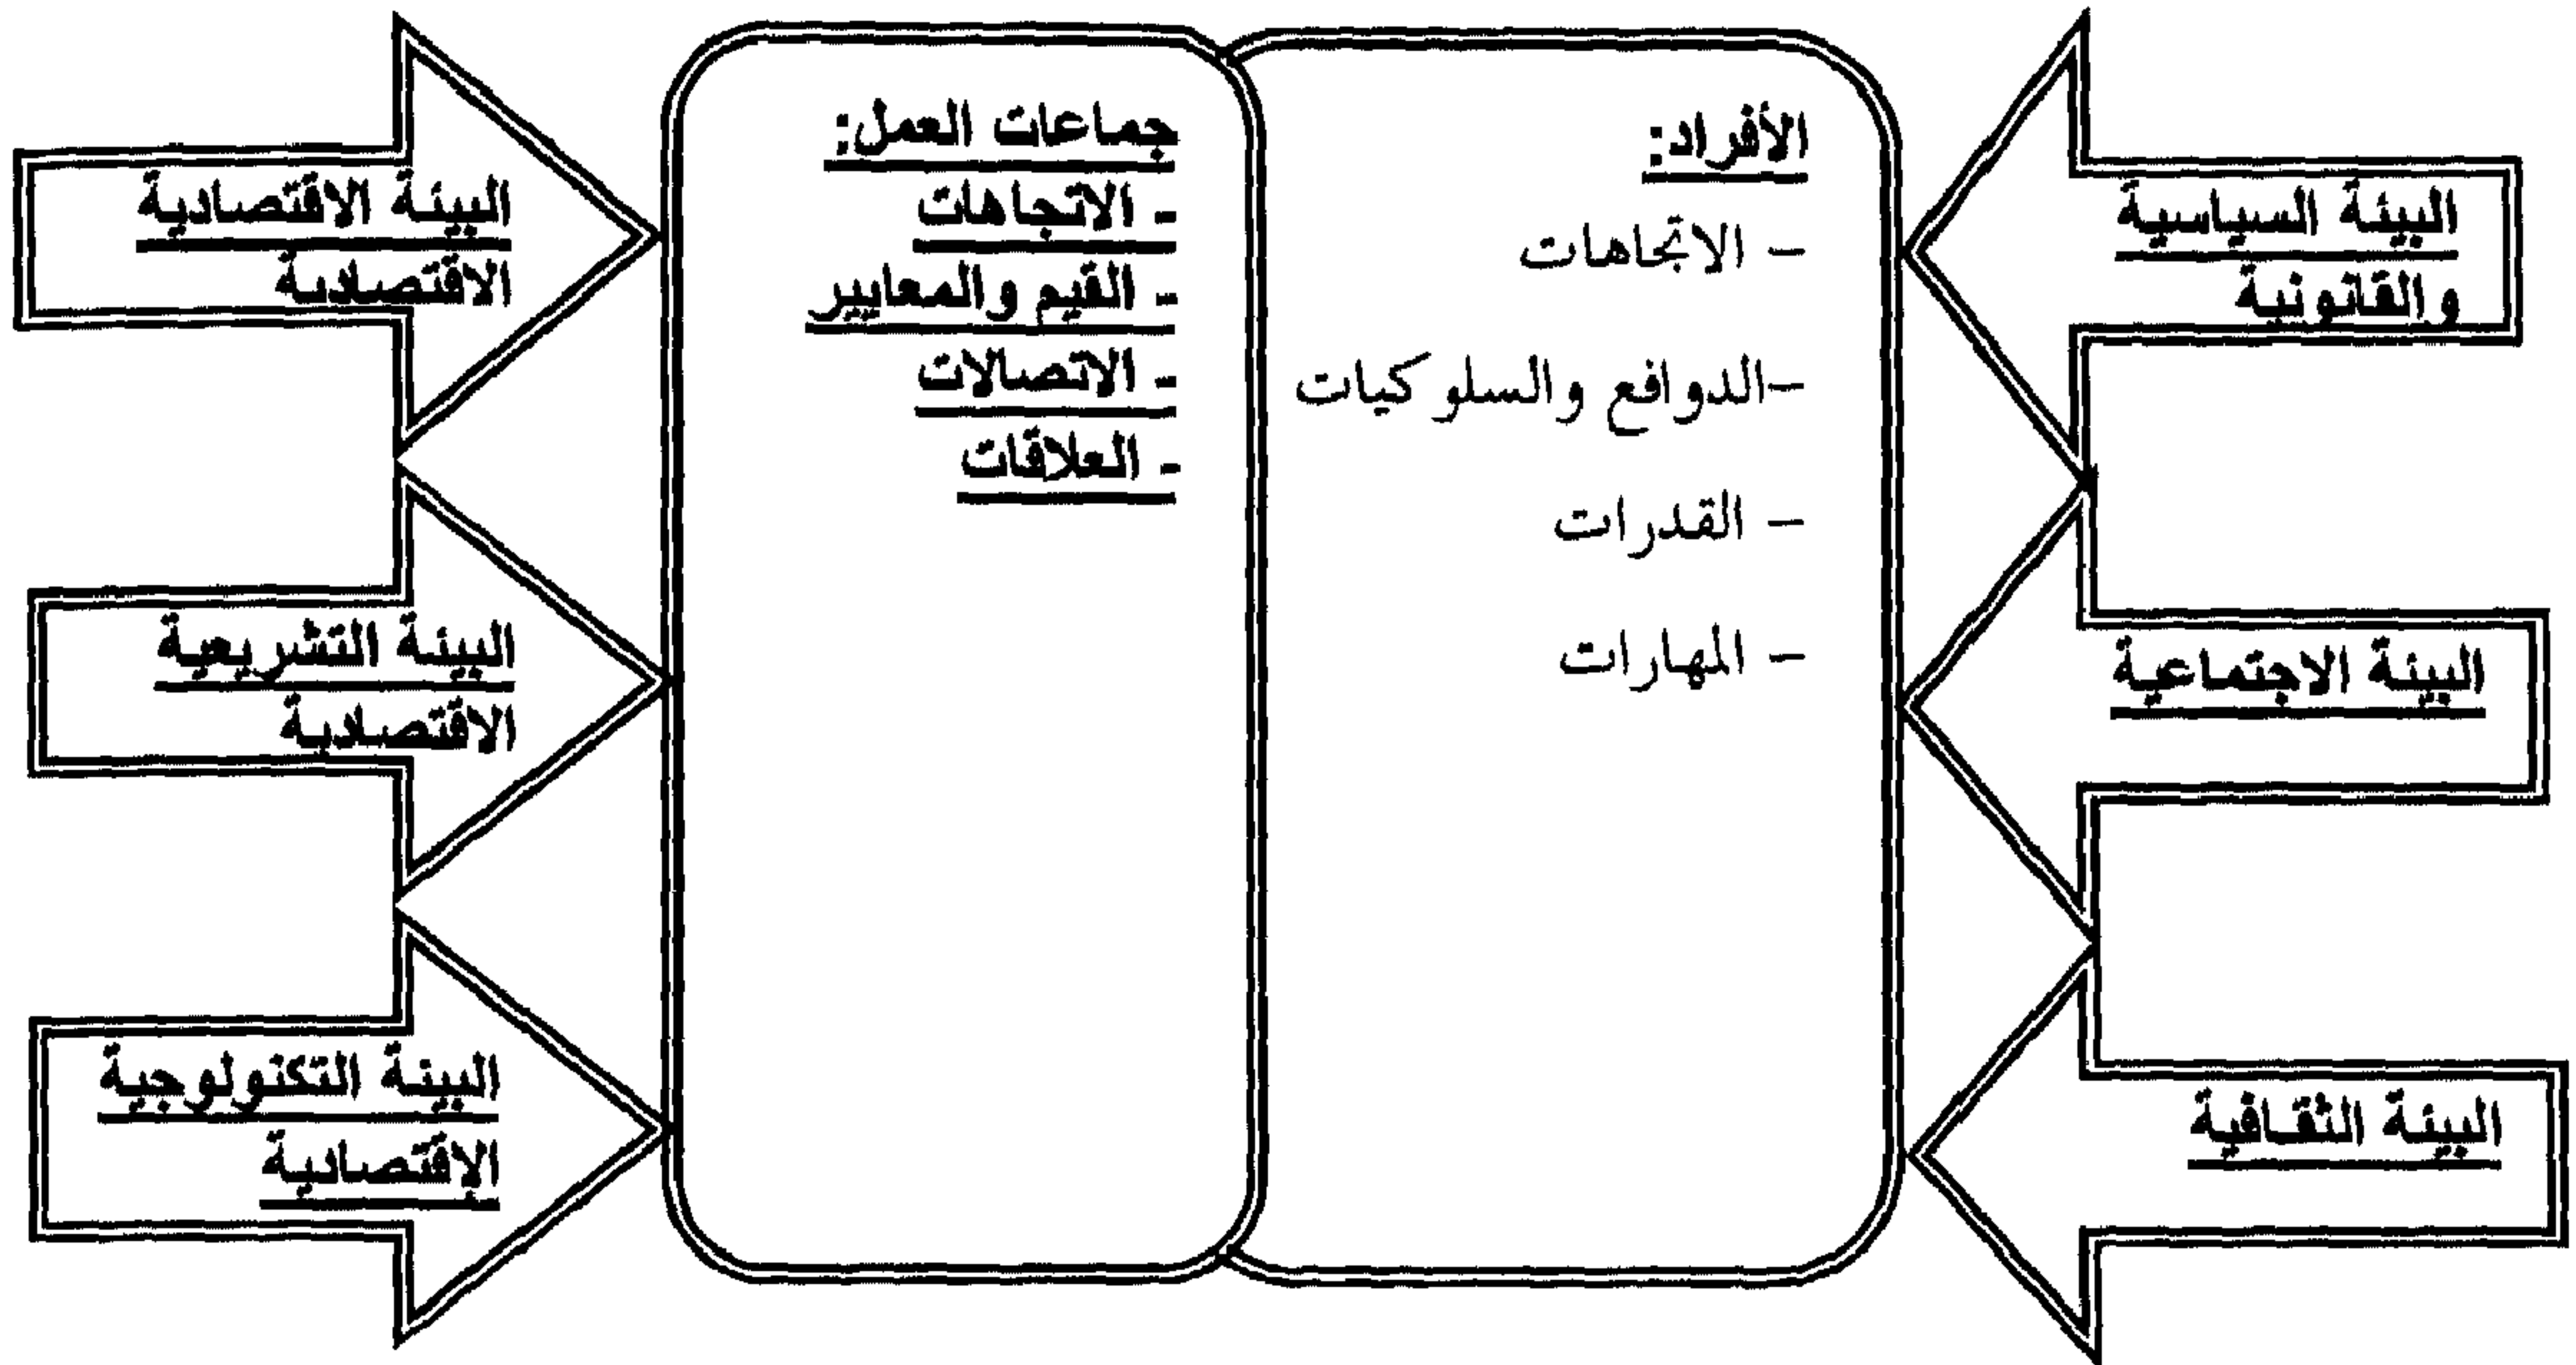 البيئة السياسية
والقانونية
البيئة الاجتماعية
البيئة الثقافية
الأفراد:
- الاتجاهات
-الدوافع والسلوكيات
- القدرات
- المهارات
جماعات العمل:
- الاتجاهات
- القيم والمعايير
- الاتصالات
- العلاقات
البيئة الاقتصادية
الاقتصادية
البيئة التشريعية
الاقتصادية
البيئة التكنولوجية
الإقتصادية